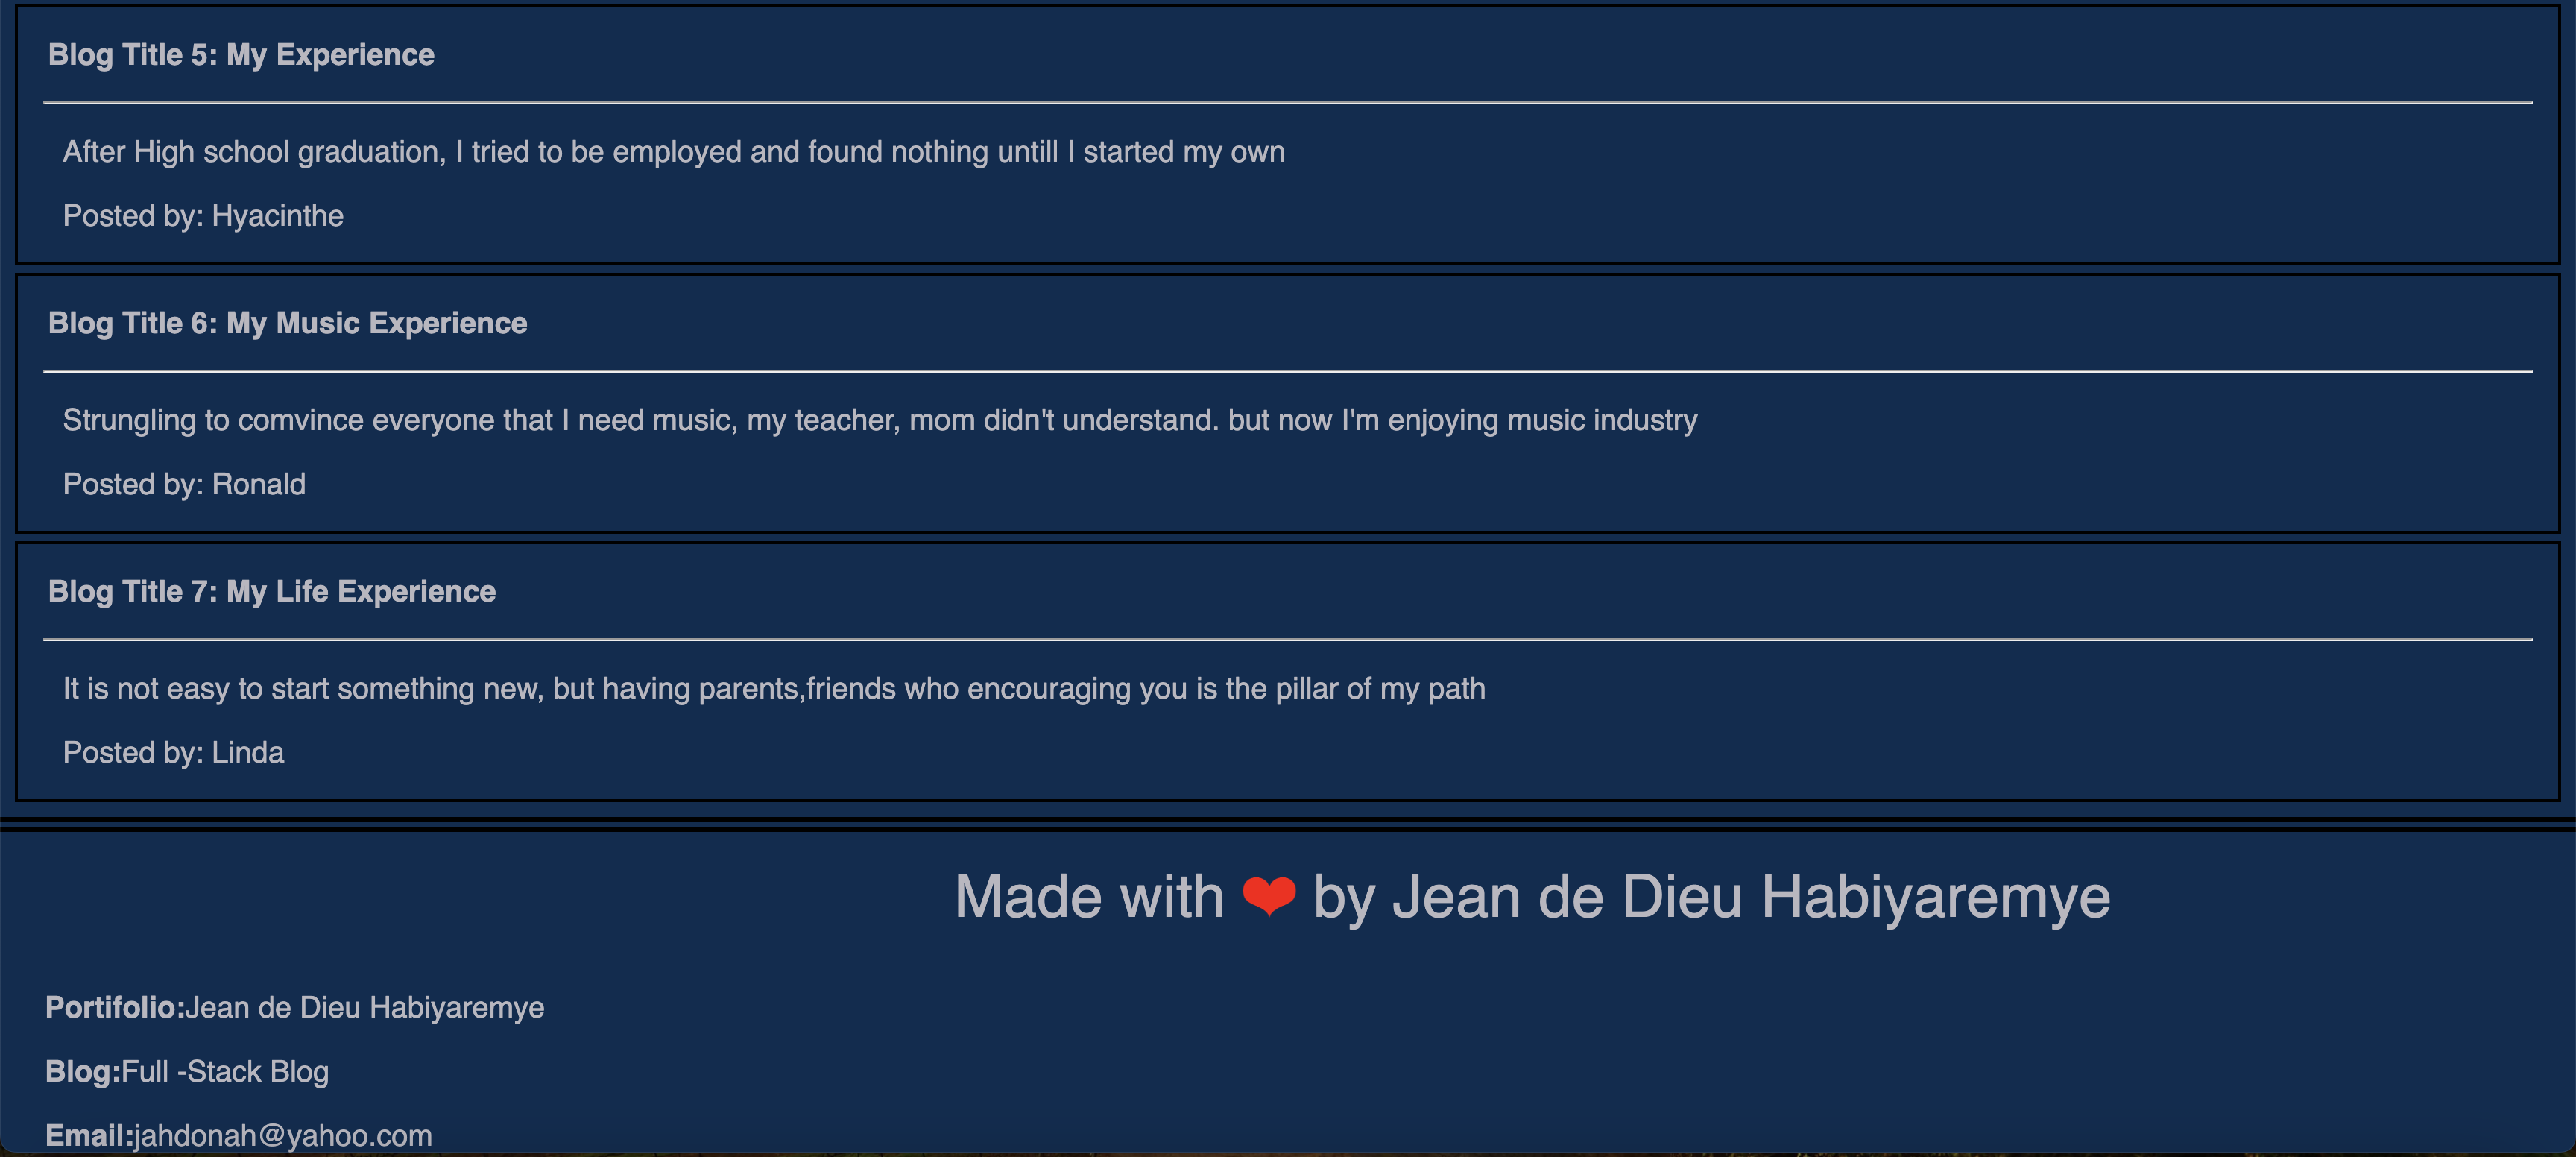 Blog Title 5: My Experience
After High school graduation, I tried to be employed and found nothing untill I started my own
Posted by: Hyacinthe
Blog Title 6: My Music Experience
Strungling to comvince everyone that I need music, my teacher, mom didn't understand. but now I'm enjoying music industry
Posted by: Ronald
Blog Title 7: My Life Experience
It is not easy to start something new, but having parents,friends who encouraging you is the pillar of my path
Posted by: Linda
Made with ❤ by Jean de Dieu Habiyaremye
Portifolio:Jean de Dieu Habiyaremye
Blog:Full -Stack Blog
Email:jahdonah@yahoo.com